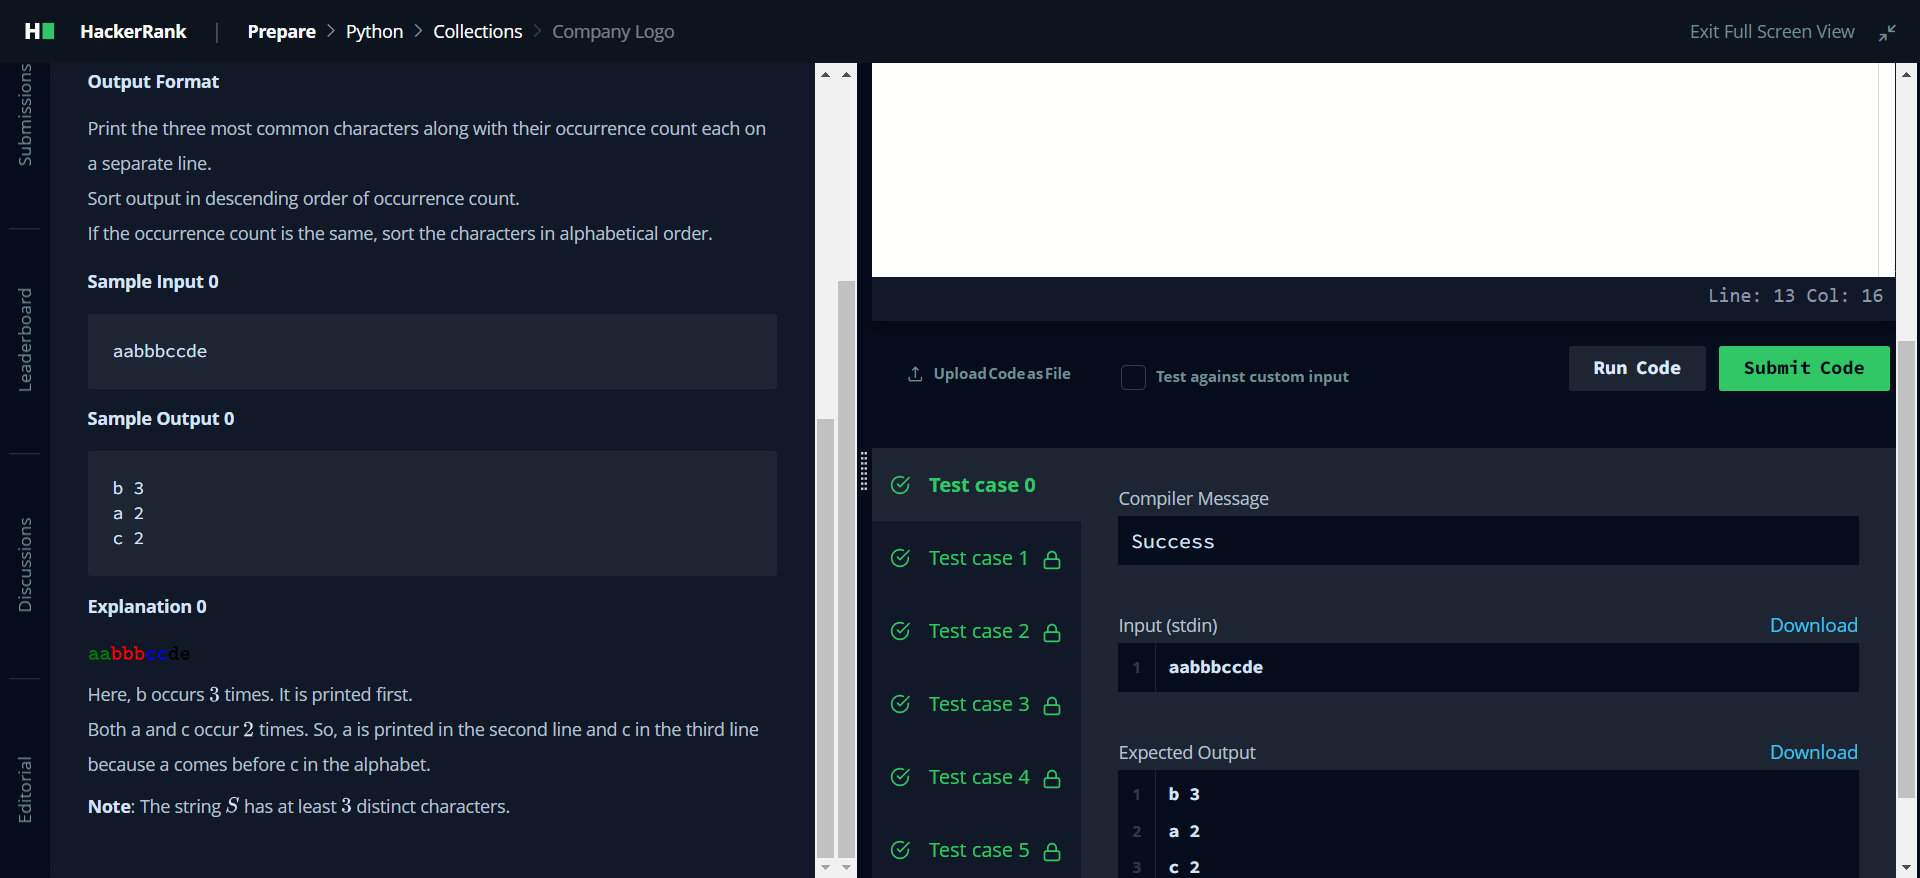 H
HackerRank | Prepare > Python > Collections > Company Logo
Exit Full Screen View
Submissions
Leaderboard
Discussions
Editorial
Output Format
Print the three most common characters along with their occurrence count each on
a separate line.
Sort output in descending order of occurrence count.
If the occurrence count is the same, sort the characters in alphabetical order.
Sample Input 0
aabbbccde
Sample Output 0
b 3
a 2
c 2
Explanation 0
aabbbccde
Here, b occurs 3 times. It is printed first.
Both a and c occur 2 times. So, a is printed in the second line and c in the third line
because a comes before c in the alphabet.
Note: The string S has at least 3 distinct characters.
Line: 13 Col: 16
Upload Code as File
Test against custom input
Run Code
Submit Code
Test case 0
Test case 1
Test case 2
Test case 3
Test case 4
Test case 5
Compiler Message
Success
Input (stdin)
Download
1 aabbbccde
Expected Output
Download
1 b 3
2 a 2
3 c 2